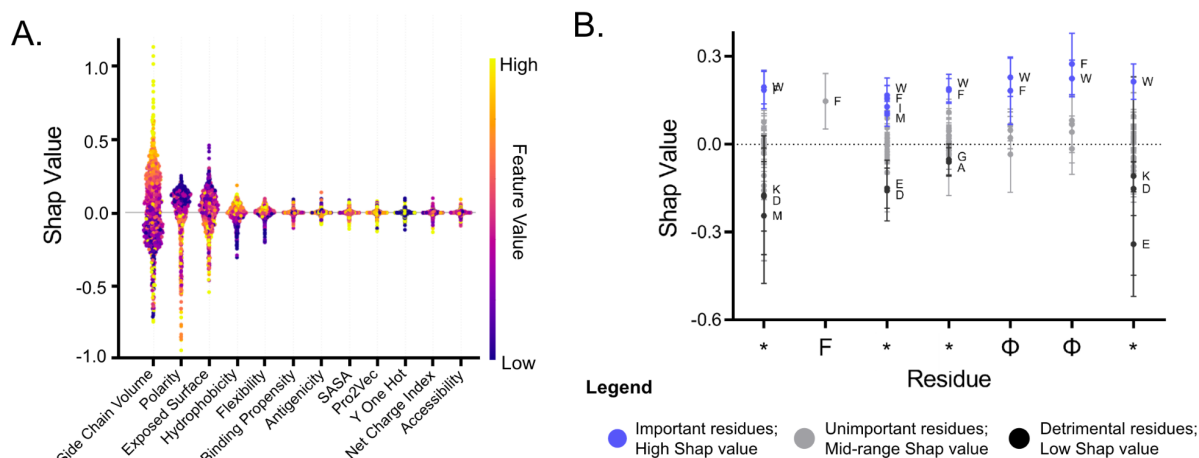 A.
Shap Value
1.0
0.5
0.0
-0.5
-1.0
Side Chain Volume
Polarity
Exposed Surface
Hydrophobicity
Flexibility
Binding Propensity
Antigenicity
SASA
Pro2Vec
Y One Hot
Net Charge Index
Accessibility
High
Feature Value
Low
B.
Shap Value
0.3
0.0
-0.3
-0.6
W
K
D
M
F
W
F
I
M
E
D
W
F
G
A
W
F
F
W
W
K
D
E
* F * * Φ Φ *
Residue
Legend
Important residues;
High Shap value
Unimportant residues;
Mid-range Shap value
Detrimental residues;
Low Shap value